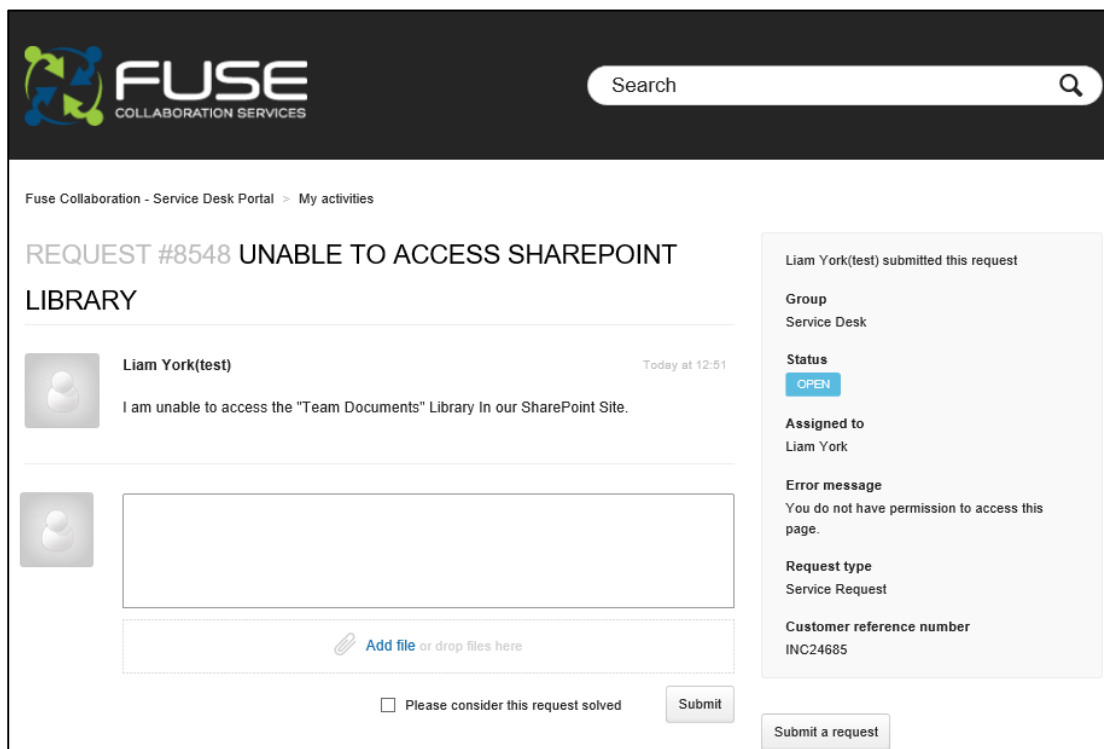 FUSE
COLLABORATION SERVICES
Search
Fuse Collaboration - Service Desk Portal > My activities
REQUEST #8548 UNABLE TO ACCESS SHAREPOINT
LIBRARY
Liam York(test)
Today at 12:51
I am unable to access the "Team Documents" Library In our SharePoint Site.
Add file or drop files here
Please consider this request solved
Submit
Liam York(test) submitted this request
Group
Service Desk
Status
OPEN
Assigned to
Liam York
Error message
You do not have permission to access this
page.
Request type
Service Request
Customer reference number
INC24685
Submit a request